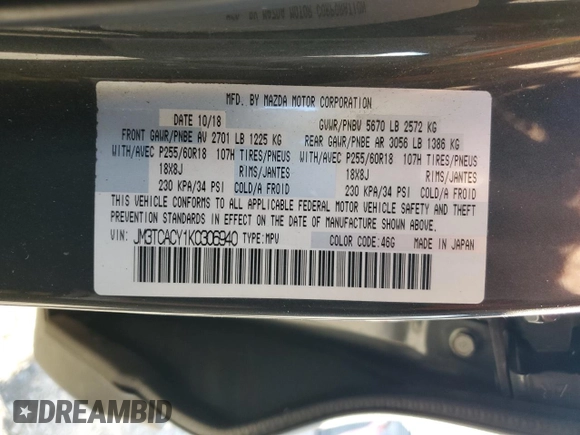 MFD. BY MAZDA MOTOR CORPORATION
DATE 10/18 GVWR/PNBV 5670 LB 2572 KG
FRONT GAWR/PNBE AV 2701 LB 1225 KG REAR GAWR/PNBE AR 3056 LB 1386 KG
WITH/AVEC P255/60R18 107H TIRES/PNEUS WITH/AVEC P255/60R18 107H TIRES/PNEUS
18X8J RIMS/JANTES 18X8J RIMS/JANTES
230 KPA/34 PSI COLD/A FROID 230 KPA/34 PSI COLD/A FROID
THIS VEHICLE CONFORMS TO ALL APPLICABLE FEDERAL MOTOR VEHICLE SAFETY AND THEFT
PREVENTION STANDARDS IN EFFECT ON THE DATE OF MANUFACTURE SHOWN ABOVE.
VIN: JM3TCACY1K0306940 TYPE:MPV COLOR CODE:46G MADE IN JAPAN
DREAMBID